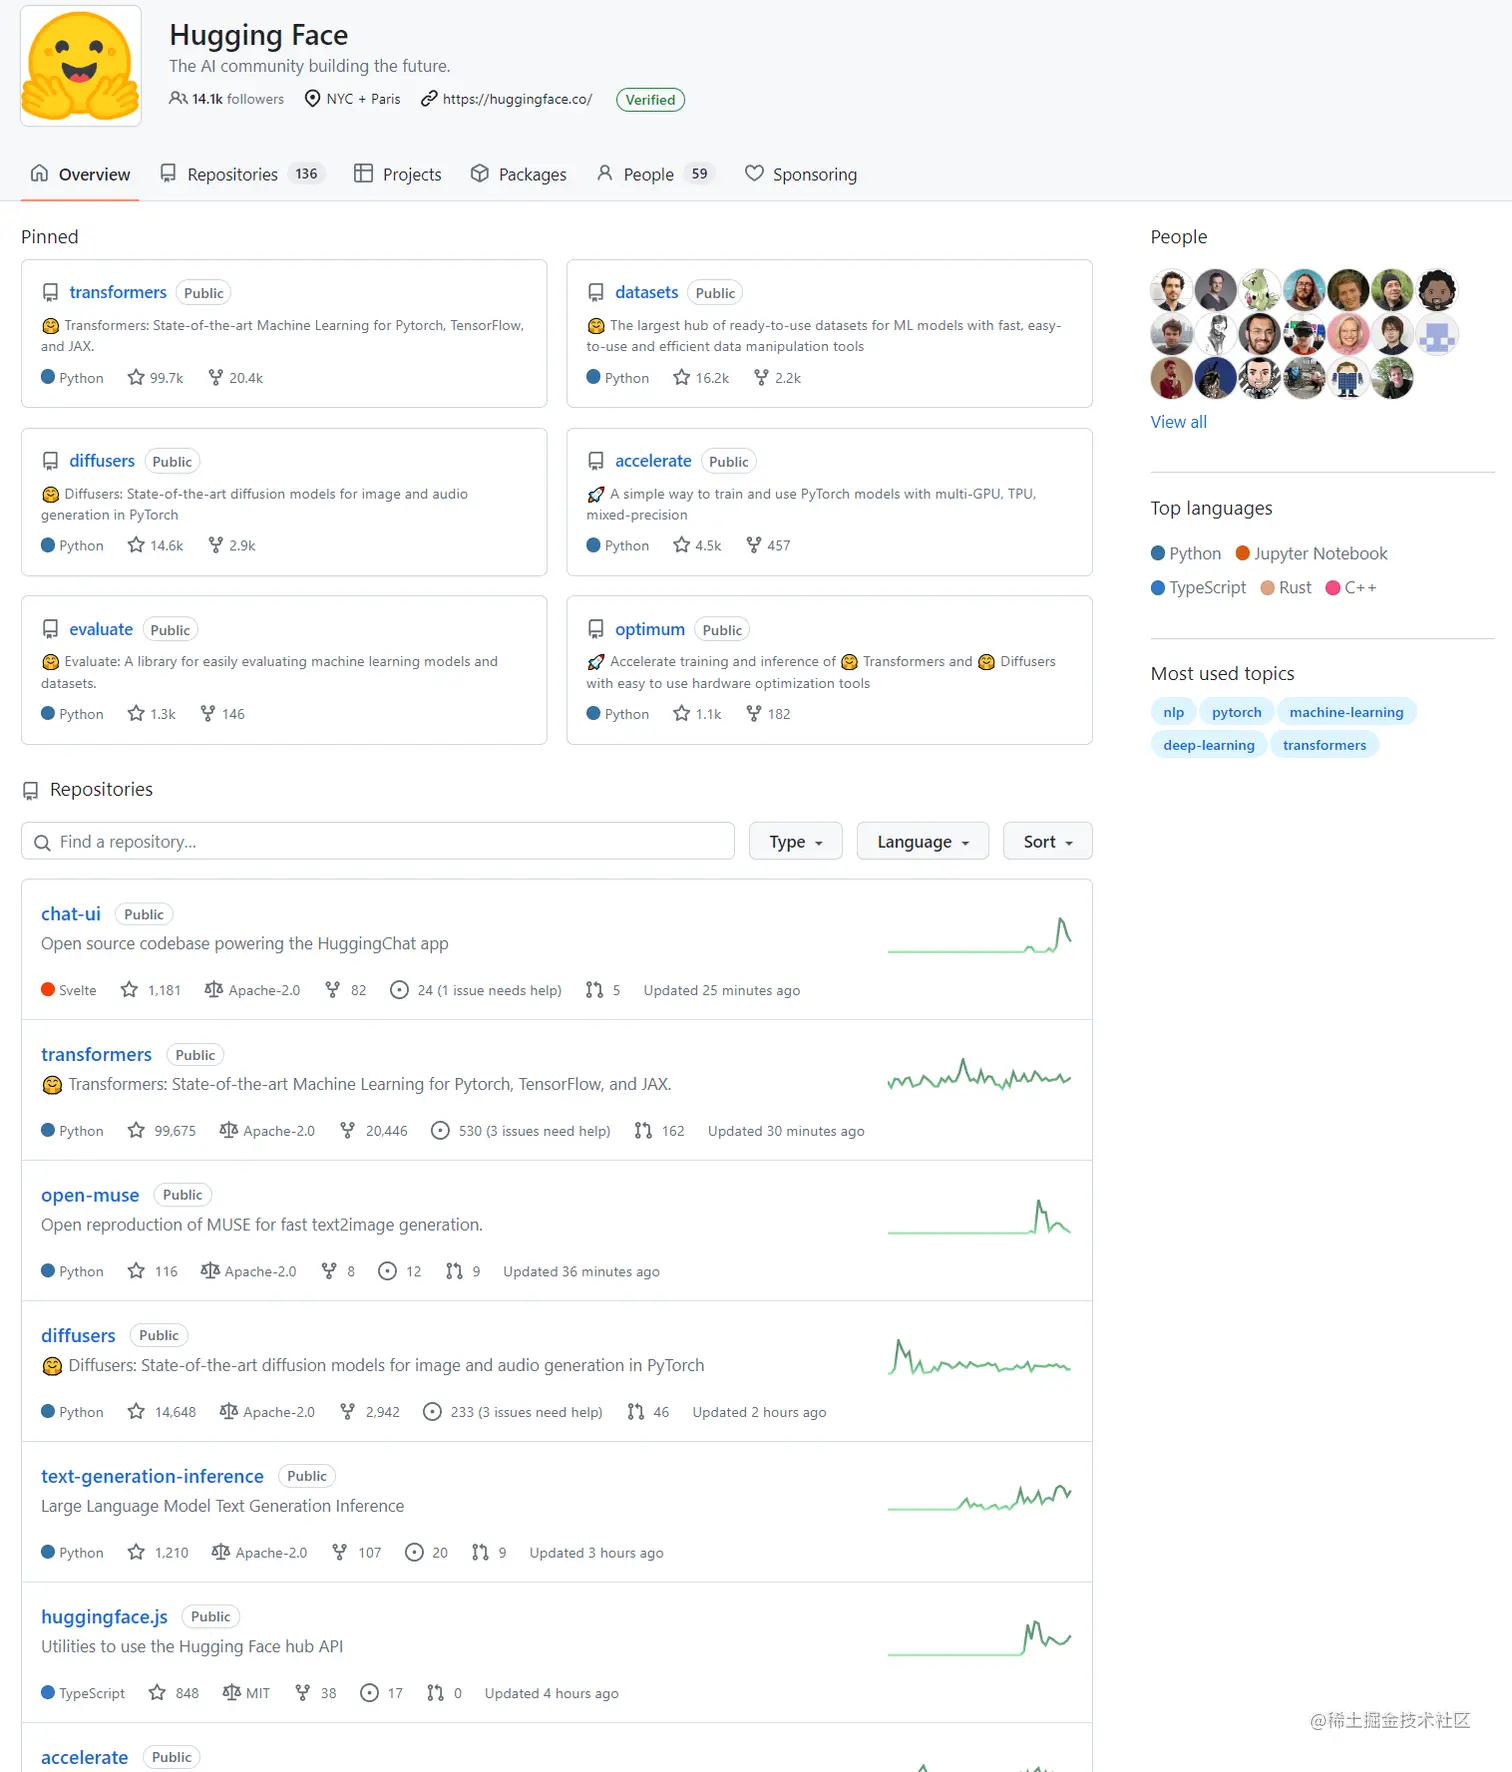 Hugging Face
The AI community building the future.
14.1k followers NYC + Paris https://huggingface.co/ Verified
Overview Repositories 136 Projects Packages People 59 Sponsoring
Pinned
transformers Public
🤗 Transformers: State-of-the-art Machine Learning for Pytorch, TensorFlow,
and JAX.
Python 99.7k 20.4k
datasets Public
🤗 The largest hub of ready-to-use datasets for ML models with fast, easy-
to-use and efficient data manipulation tools
Python 16.2k 2.2k
diffusers Public
🤗 Diffusers: State-of-the-art diffusion models for image and audio
generation in PyTorch
Python 14.6k 2.9k
accelerate Public
🚀 A simple way to train and use PyTorch models with multi-GPU, TPU,
mixed-precision
Python 4.5k 457
evaluate Public
🤗 Evaluate: A library for easily evaluating machine learning models and
datasets.
Python 1.3k 146
optimum Public
🚀 Accelerate training and inference of 🤗 Transformers and 🤗 Diffusers
with easy to use hardware optimization tools
Python 1.1k 182
Repositories
Find a repository...
Type Language Sort
chat-ui Public
Open source codebase powering the HuggingChat app
Svelte 1,181 Apache-2.0 82 24 (1 issue needs help) 5 Updated 25 minutes ago
transformers Public
🤗 Transformers: State-of-the-art Machine Learning for Pytorch, TensorFlow, and JAX.
Python 99,675 Apache-2.0 20,446 530 (3 issues need help) 162 Updated 30 minutes ago
open-muse Public
Open reproduction of MUSE for fast text2image generation.
Python 116 Apache-2.0 8 12 9 Updated 36 minutes ago
diffusers Public
🤗 Diffusers: State-of-the-art diffusion models for image and audio generation in PyTorch
Python 14,648 Apache-2.0 2,942 233 (3 issues need help) 46 Updated 2 hours ago
text-generation-inference Public
Large Language Model Text Generation Inference
Python 1,210 Apache-2.0 107 20 9 Updated 3 hours ago
huggingface.js Public
Utilities to use the Hugging Face hub API
TypeScript 848 MIT 38 17 0 Updated 4 hours ago
accelerate Public
People
View all
Top languages
Python Jupyter Notebook
TypeScript Rust C++
Most used topics
nlp pytorch machine-learning
deep-learning transformers
@稀土掘金技术社区